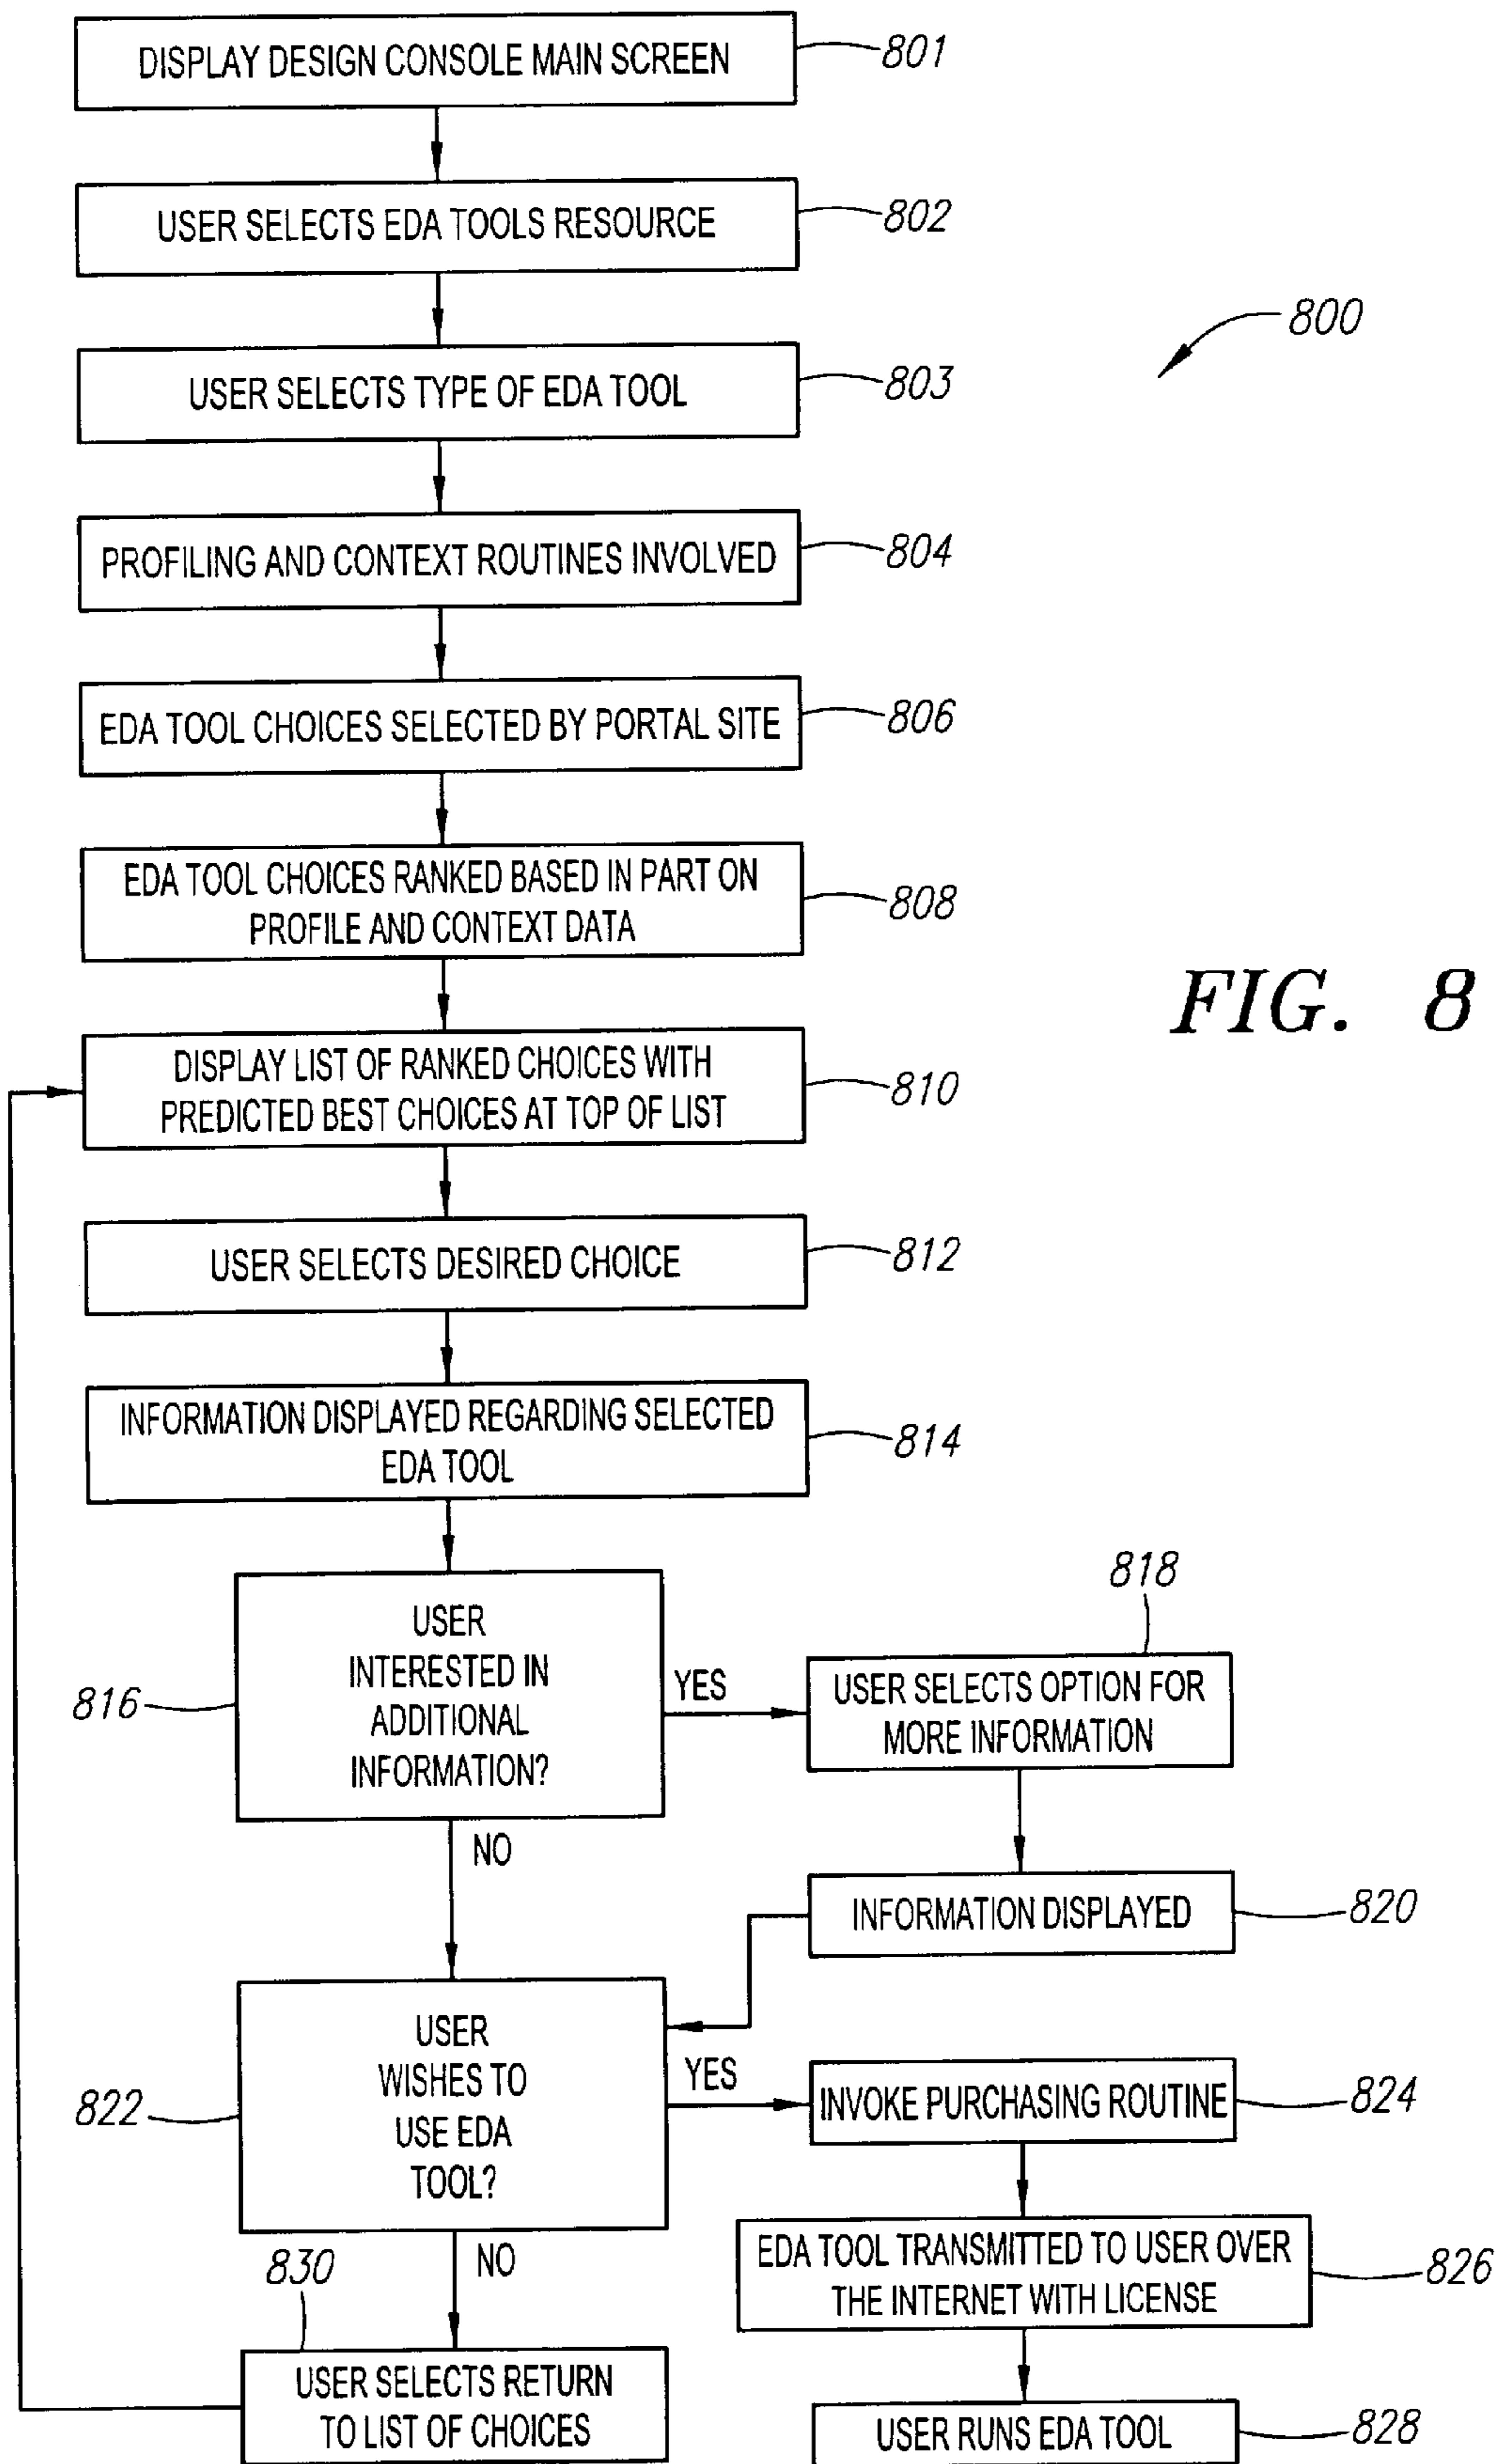 DISPLAY DESIGN CONSOLE MAIN SCREEN
801
USER SELECTS EDA TOOLS RESOURCE
802
800
USER SELECTS TYPE OF EDA TOOL
803
PROFILING AND CONTEXT ROUTINES INVOLVED
804
EDA TOOL CHOICES SELECTED BY PORTAL SITE
806
EDA TOOL CHOICES RANKED BASED IN PART ON
PROFILE AND CONTEXT DATA
808
FIG. 8
DISPLAY LIST OF RANKED CHOICES WITH
PREDICTED BEST CHOICES AT TOP OF LIST
810
USER SELECTS DESIRED CHOICE
812
INFORMATION DISPLAYED REGARDING SELECTED
EDA TOOL
814
816
USER
INTERESTED IN
ADDITIONAL
INFORMATION?
YES
818
USER SELECTS OPTION FOR
MORE INFORMATION
NO
INFORMATION DISPLAYED
820
822
USER
WISHES TO
USE EDA
TOOL?
YES
INVOKE PURCHASING ROUTINE
824
NO
EDA TOOL TRANSMITTED TO USER OVER
THE INTERNET WITH LICENSE
826
830
USER SELECTS RETURN
TO LIST OF CHOICES
USER RUNS EDA TOOL
828